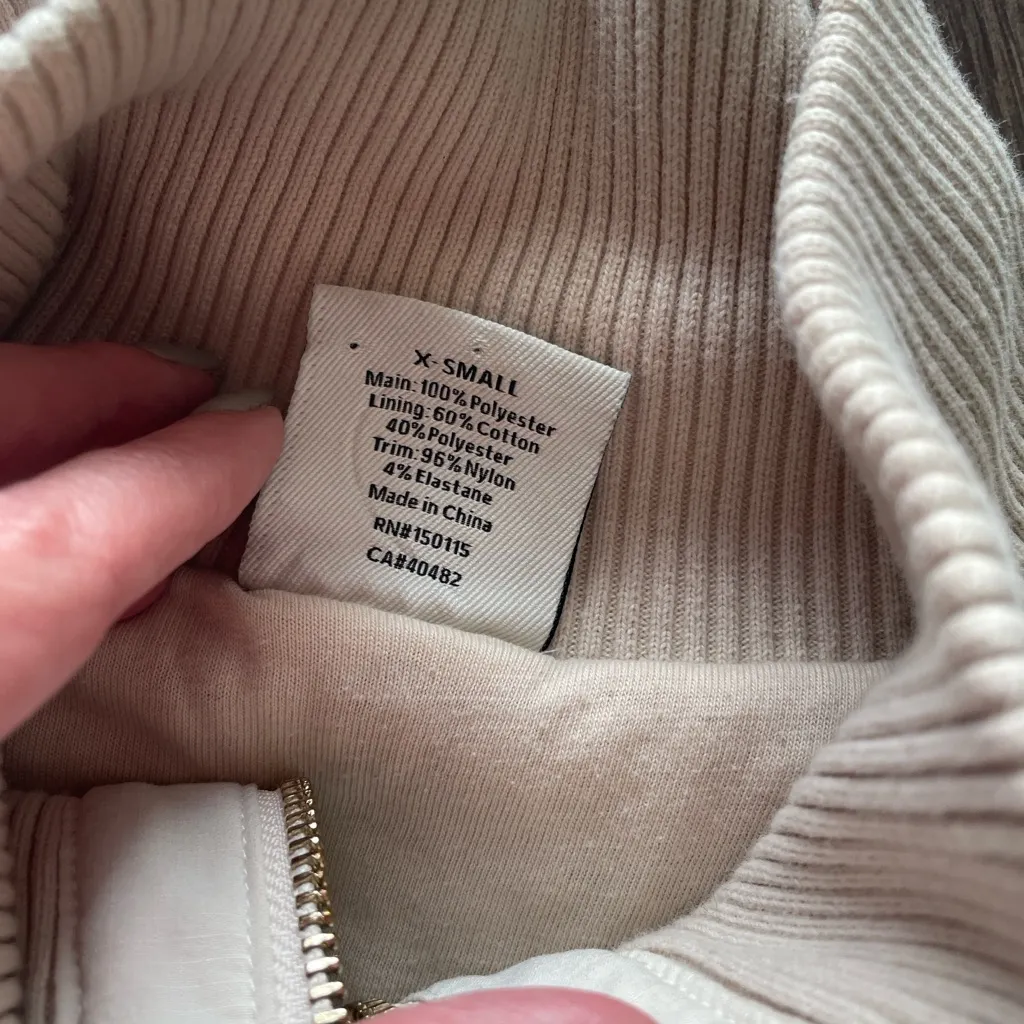 X-SMALL
Main:100% Polyester
Lining:60% Cotton
40% Polyester
Trim:96% Nylon
4% Elastane
Made in China
RN#150115
CA#40482